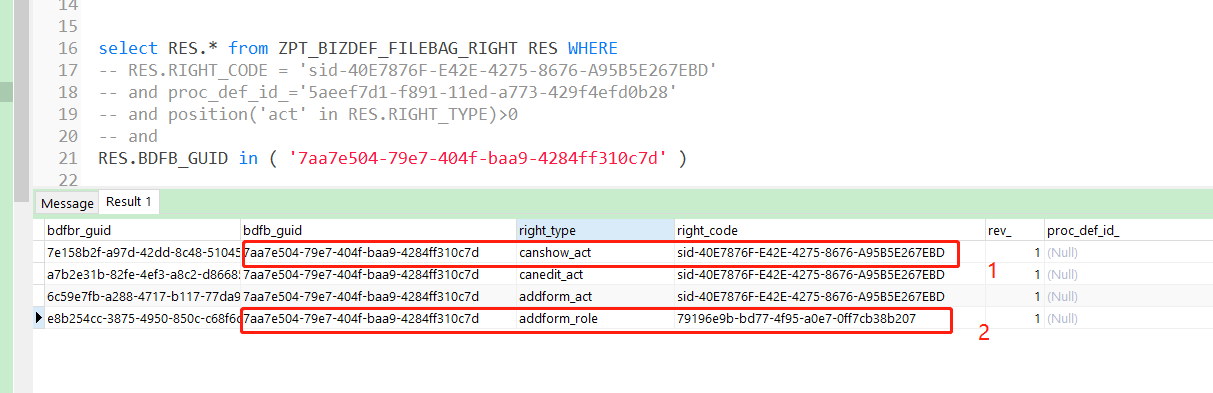 14
15
16 select RES.* from ZPT_BIZDEF_FILEBAG_RIGHT RES WHERE
17 -- RES.RIGHT_CODE = 'sid-40E7876F-E42E-4275-8676-A95B5E267EBD'
18 -- and proc_def_id_='5aeef7d1-f891-11ed-a773-429f4efd0b28'
19 -- and position('act' in RES.RIGHT_TYPE)>0
20 -- and
21 RES.BDFB_GUID in ( '7aa7e504-79e7-404f-baa9-4284ff310c7d' )
22
Message Result 1
bdfbr_guid bdfb_guid right_type right_code rev_ proc_def_id_
7e158b2f-a97d-42dd-8c48-51045 7aa7e504-79e7-404f-baa9-4284ff310c7d canshow_act sid-40E7876F-E42E-4275-8676-A95B5E267EBD 1 (Null)
1
a7b2e31b-82fe-4ef3-a8c2-d8668 7aa7e504-79e7-404f-baa9-4284ff310c7d canedit_act sid-40E7876F-E42E-4275-8676-A95B5E267EBD 1 (Null)
6c59e7fb-a288-4717-b117-77da9 7aa7e504-79e7-404f-baa9-4284ff310c7d addform_act sid-40E7876F-E42E-4275-8676-A95B5E267EBD 1 (Null)
e8b254cc-3875-4950-850c-c68f6 7aa7e504-79e7-404f-baa9-4284ff310c7d addform_role 79196e9b-bd77-4f95-a0e7-0ff7cb38b207 1 (Null)
2